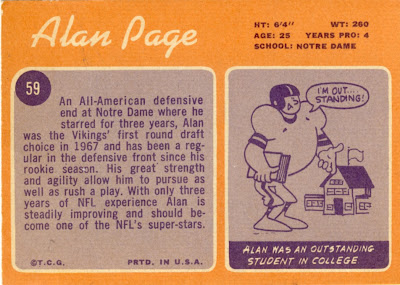 Alan Page
HT: 6'4" WT: 260
AGE: 25 YEARS PRO: 4
SCHOOL: NOTRE DAME
59
An All-American defensive
end at Notre Dame where he
starred for three years, Alan
was the Vikings' first round draft
choice in 1967 and has been a reg-
ular in the defensive front since his
rookie season. His great strength
and agility allow him to pursue as
well as rush a play. With only three
years of NFL experience Alan is
steadily improving and should be-
come one of the NFL's super-stars.
©T.C.G. PRTD. IN U.S.A.
I'M OUT...
STANDING!
ALAN WAS AN OUTSTANDING
STUDENT IN COLLEGE